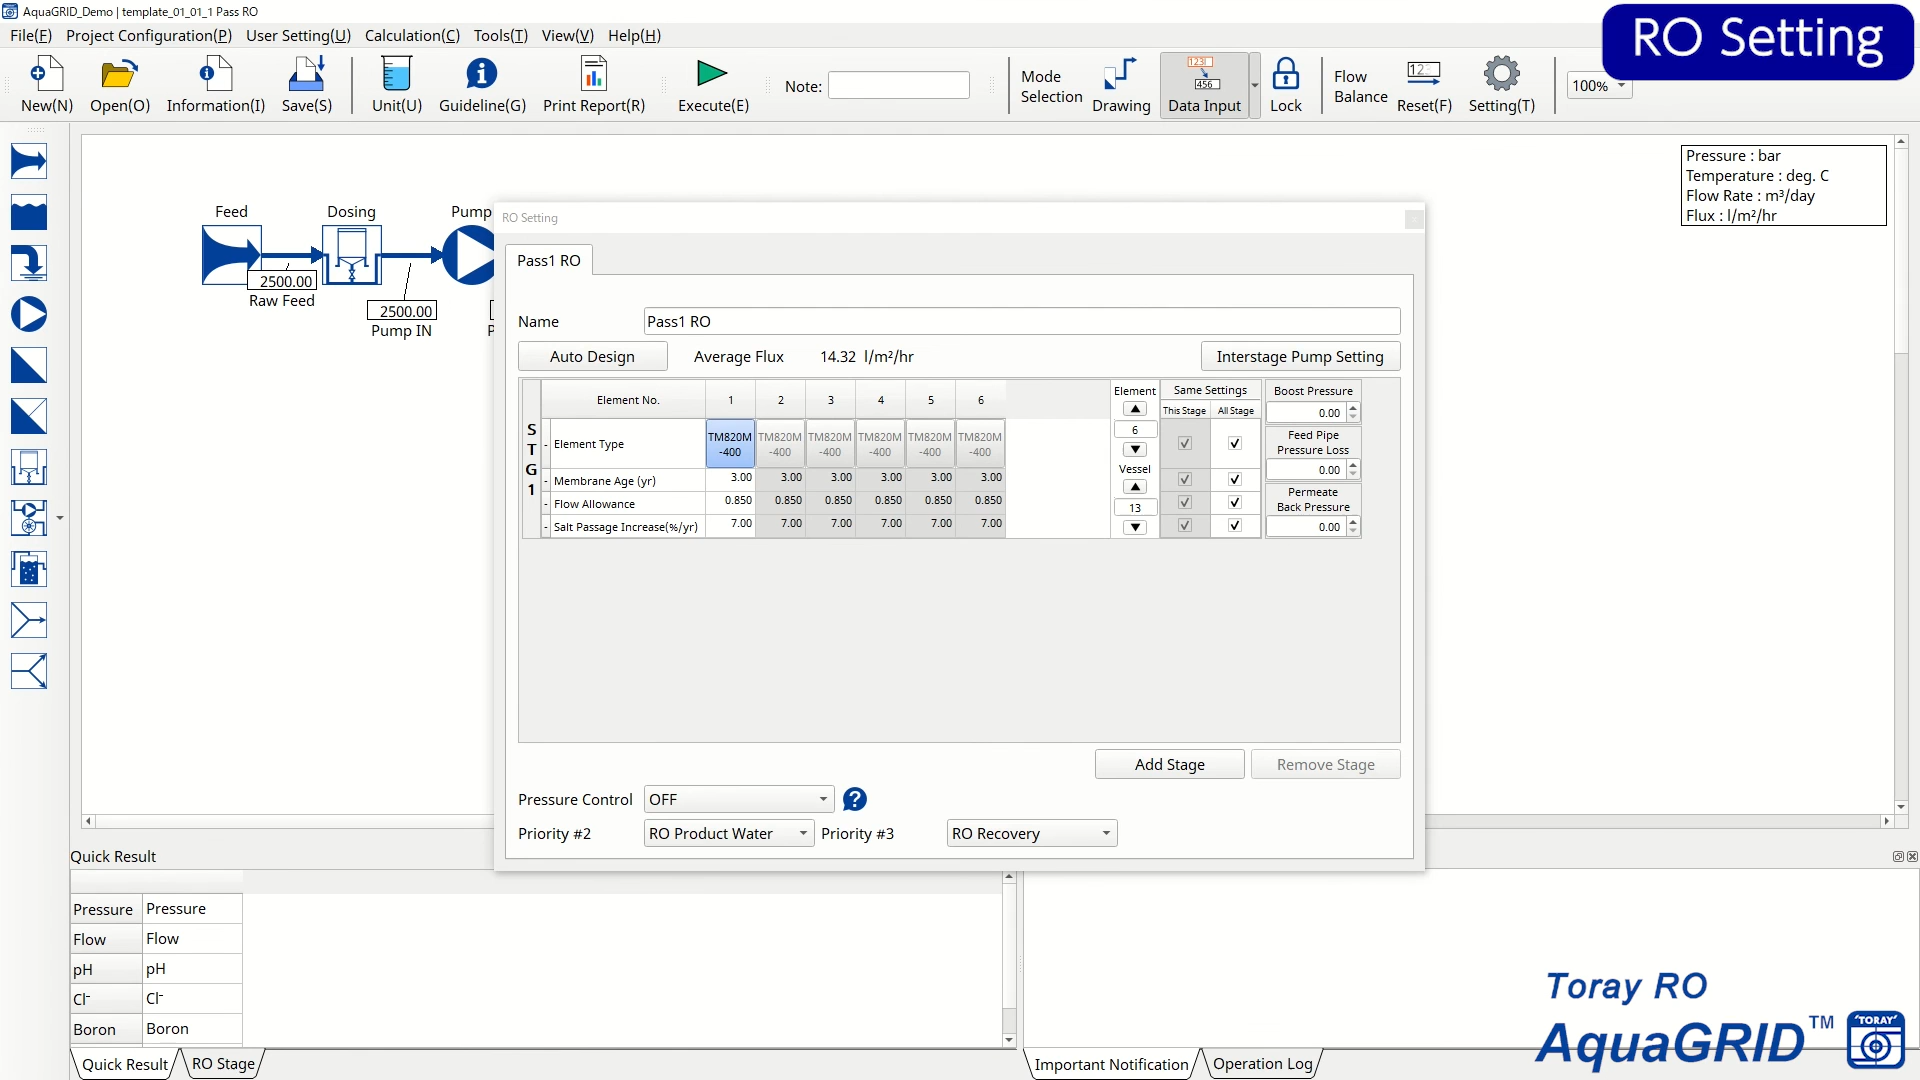 AquaGRID_Demo | template_01_01_1 Pass RO
RO Setting
File(F) Project Configuration(P) User Setting(U) Calculation(C) Tools(T) View(V) Help(H)
New(N) Open(O) Information(I) Save(S) Unit(U) Guideline(G) Print Report(R) Execute(E)
Note:
Mode Selection
Drawing
123
456
Data Input
Lock
Flow Balance
Reset(F)
Setting(T)
100%
Pressure : bar
Temperature : deg. C
Flow Rate : m³/day
Flux : l/m²/hr
Feed Dosing Pump
2500.00
Raw Feed
2500.00
Pump IN
P
RO Setting
Pass1 RO
Name Pass1 RO
Auto Design Average Flux 14.32 l/m²/hr Interstage Pump Setting
STG1
Element No. 1 2 3 4 5 6
- Element Type TM820M-400 TM820M-400 TM820M-400 TM820M-400 TM820M-400 TM820M-400
- Membrane Age (yr) 3.00 3.00 3.00 3.00 3.00 3.00
- Flow Allowance 0.850 0.850 0.850 0.850 0.850 0.850
- Salt Passage Increase(%/yr) 7.00 7.00 7.00 7.00 7.00 7.00
Element
6
Vessel
13
Same Settings
This Stage All Stage
Boost Pressure
0.00
Feed Pipe
Pressure Loss
0.00
Permeate
Back Pressure
0.00
Add Stage Remove Stage
Pressure Control OFF ?
Priority #2 RO Product Water Priority #3 RO Recovery
Quick Result
Pressure Pressure
Flow Flow
pH pH
Cl⁻ Cl⁻
Boron Boron
Quick Result RO Stage
Important Notification Operation Log
Toray RO
AquaGRID™
'TORAY'